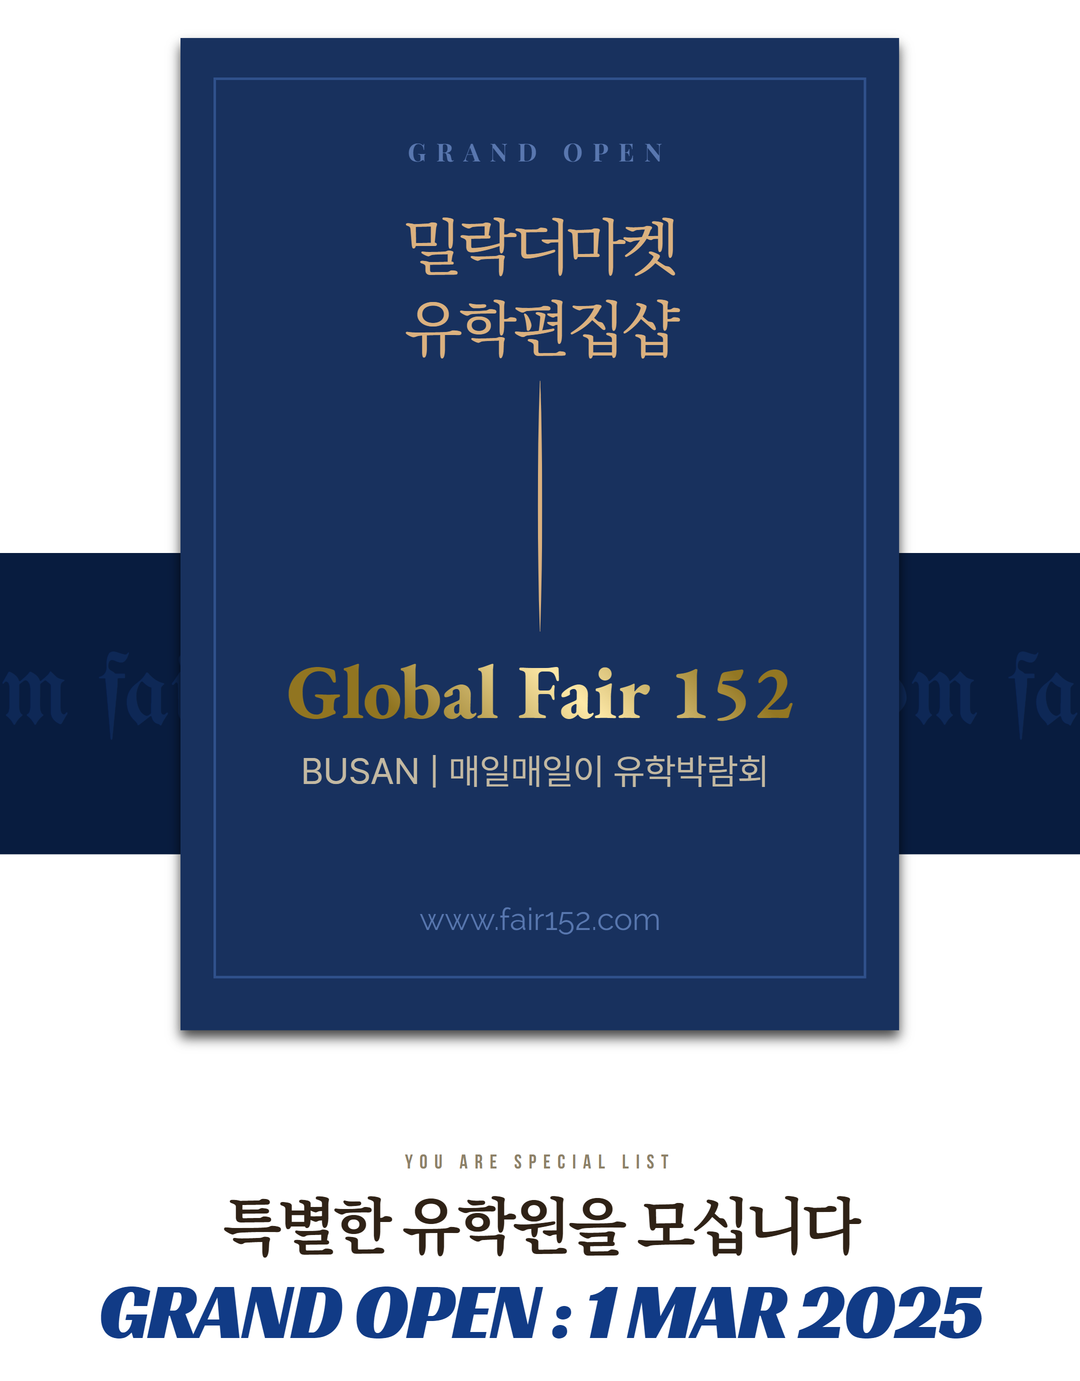 GRAND OPEN
밀락더마켓
유학편집샵
Global Fair 152
BUSAN | 매일매일이 유학박람회
www.fair152.com
YOU ARE SPECIAL LIST
특별한 유학원을 모십니다
GRAND OPEN : 1 MAR 2025